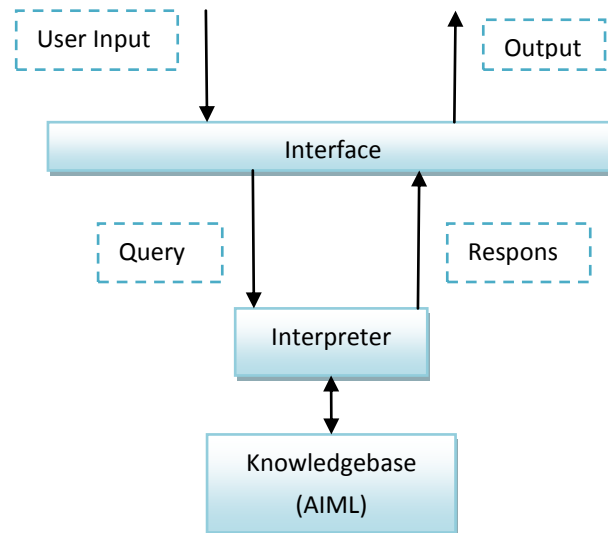 User Input
Output
Interface
Query
Respons
Interpreter
Knowledgebase
(AIML)